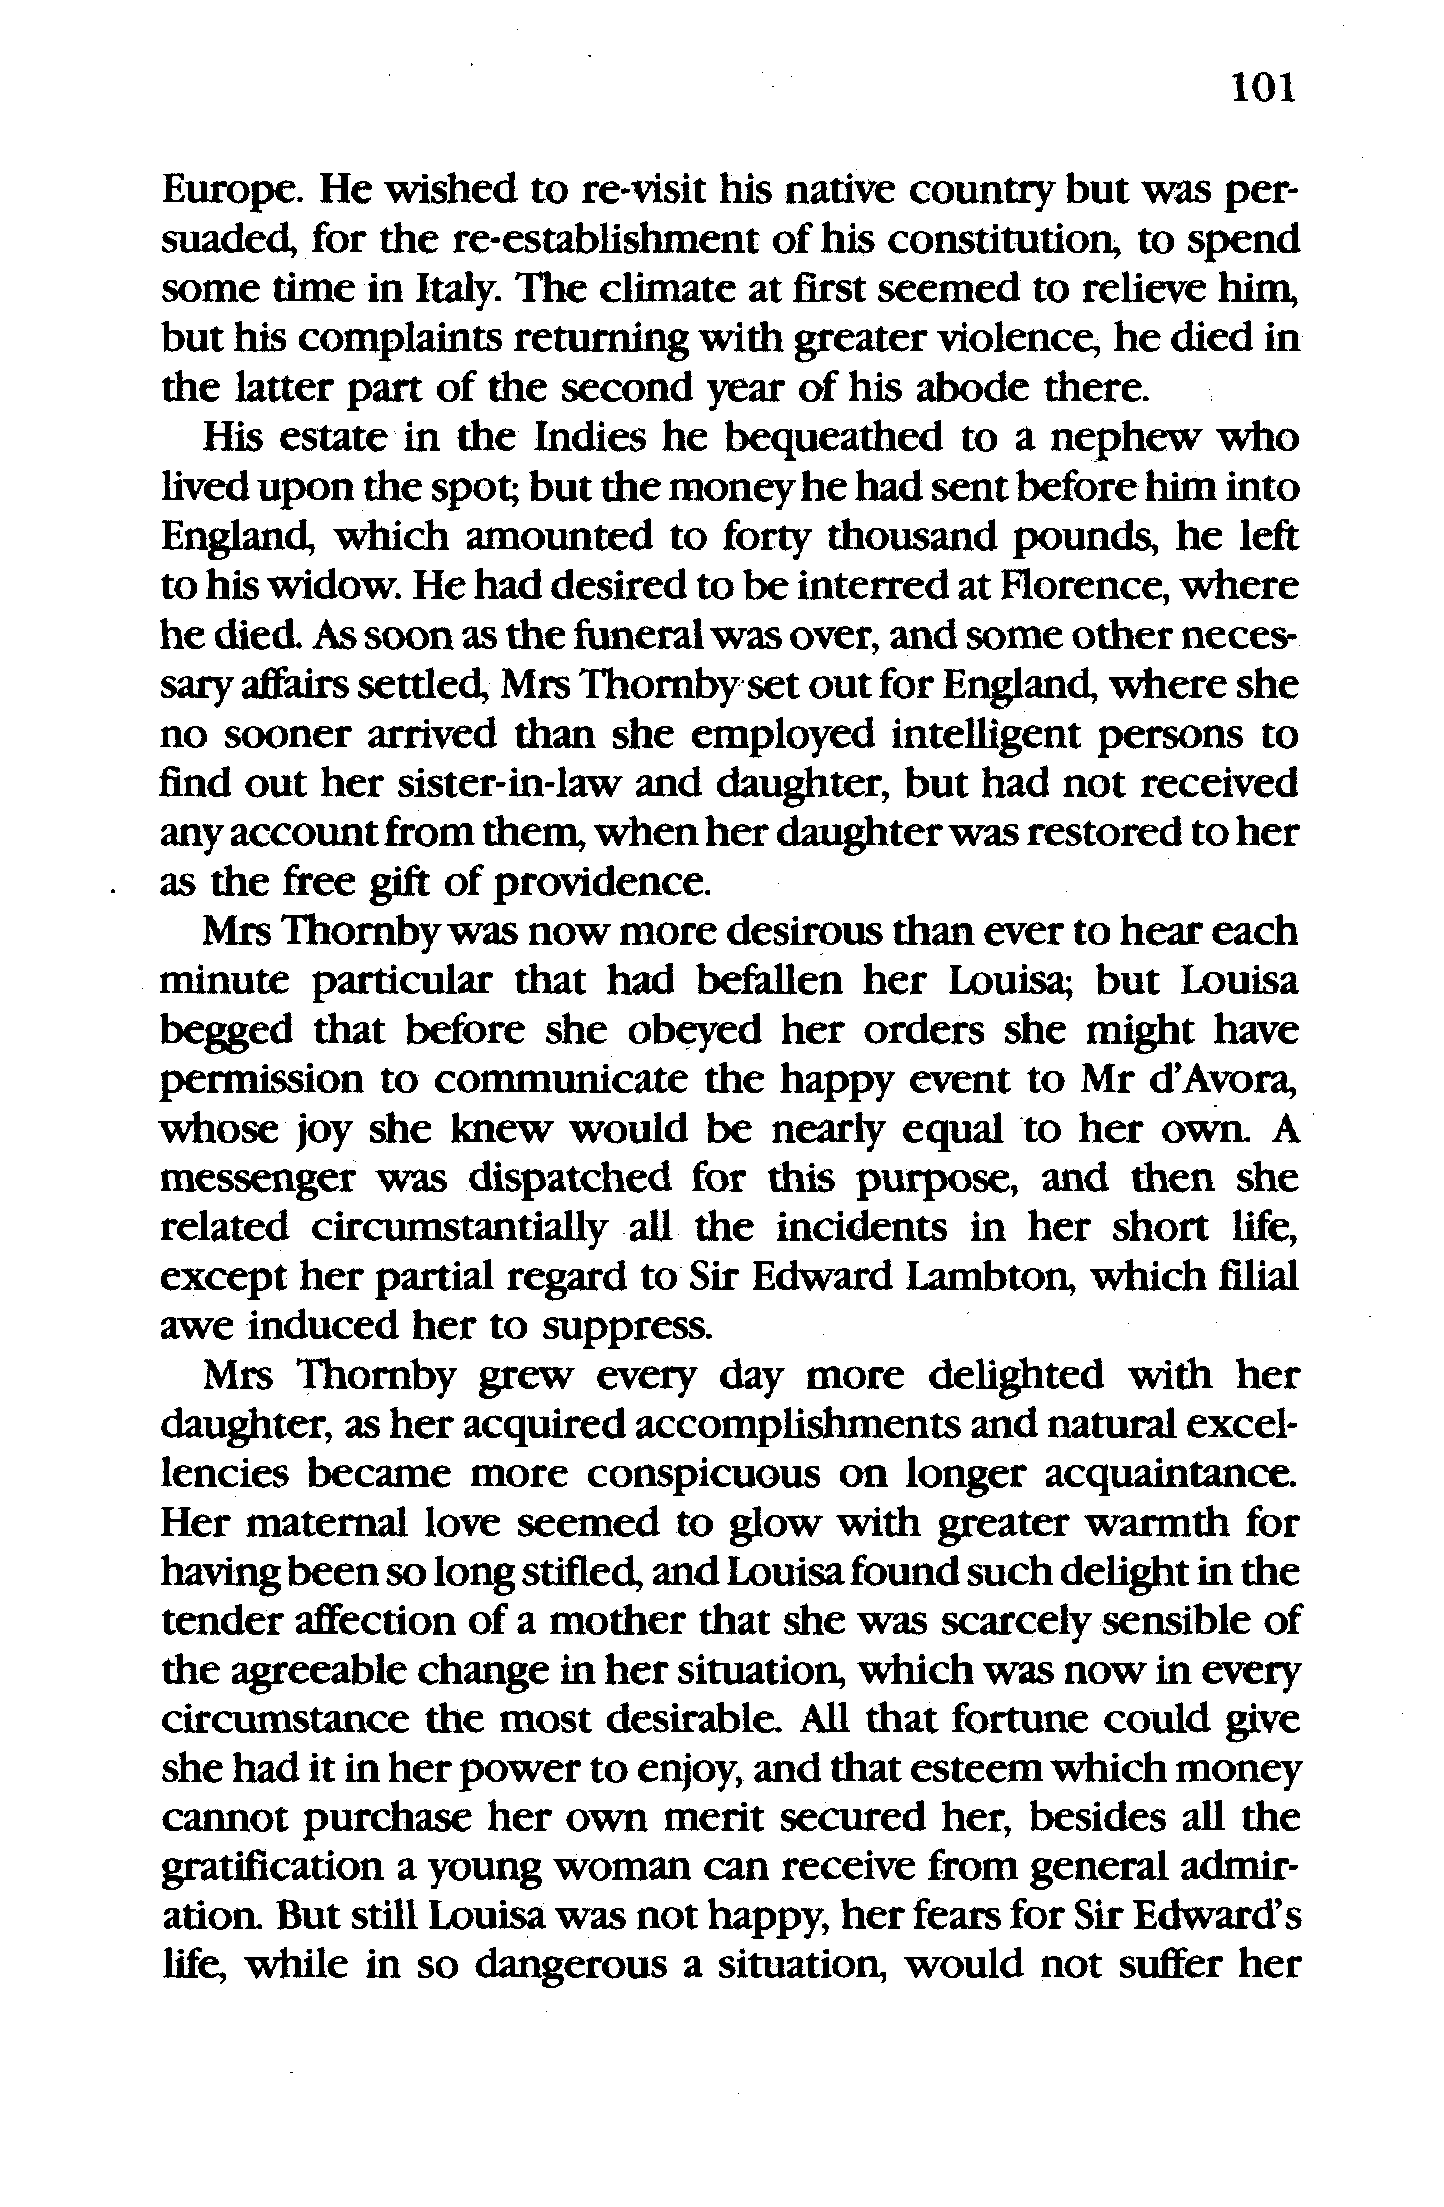 101
Europe. He wished to re-visit his native country but was per-
suaded, for the re-establishment of his constitution, to spend
some time in Italy. The climate at first seemed to relieve him,
but his complaints returning with greater violence, he died in
the latter part of the second year of his abode there.
His estate in the Indies he bequeathed to a nephew who
lived upon the spot; but the money he had sent before him into
England, which amounted to forty thousand pounds, he left
to his widow. He had desired to be interred at Florence, where
he died. As soon as the funeral was over, and some other neces-
sary affairs settled, Mrs Thornby set out for England, where she
no sooner arrived than she employed intelligent persons to
find out her sister-in-law and daughter, but had not received
any account from them, when her daughter was restored to her
as the free gift of providence.
Mrs Thornby was now more desirous than ever to hear each
minute particular that had befallen her Louisa; but Louisa
begged that before she obeyed her orders she might have
permission to communicate the happy event to Mr d'Avora,
whose joy she knew would be nearly equal to her own. A
messenger was dispatched for this purpose, and then she
related circumstantially all the incidents in her short life,
except her partial regard to Sir Edward Lambton, which filial
awe induced her to suppress.
Mrs Thornby grew every day more delighted with her
daughter, as her acquired accomplishments and natural excel-
lencies became more conspicuous on longer acquaintance.
Her maternal love seemed to glow with greater warmth for
having been so long stifled, and Louisa found such delight in the
tender affection of a mother that she was scarcely sensible of
the agreeable change in her situation, which was now in every
circumstance the most desirable. All that fortune could give
she had it in her power to enjoy, and that esteem which money
cannot purchase her own merit secured her, besides all the
gratification a young woman can receive from general admir-
ation. But still Louisa was not happy, her fears for Sir Edward's
life, while in so dangerous a situation, would not suffer her